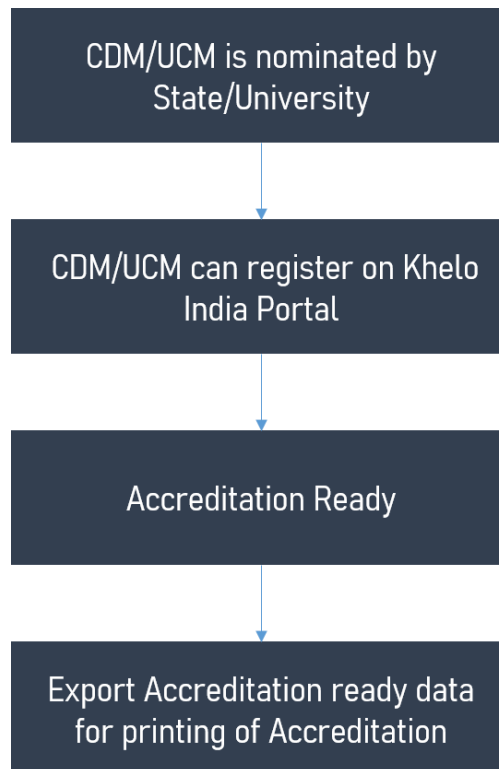 CDM/UCM is nominated by
State/University
CDM/UCM can register on Khelo
India Portal
Accreditation Ready
Export Accreditation ready data
for printing of Accreditation